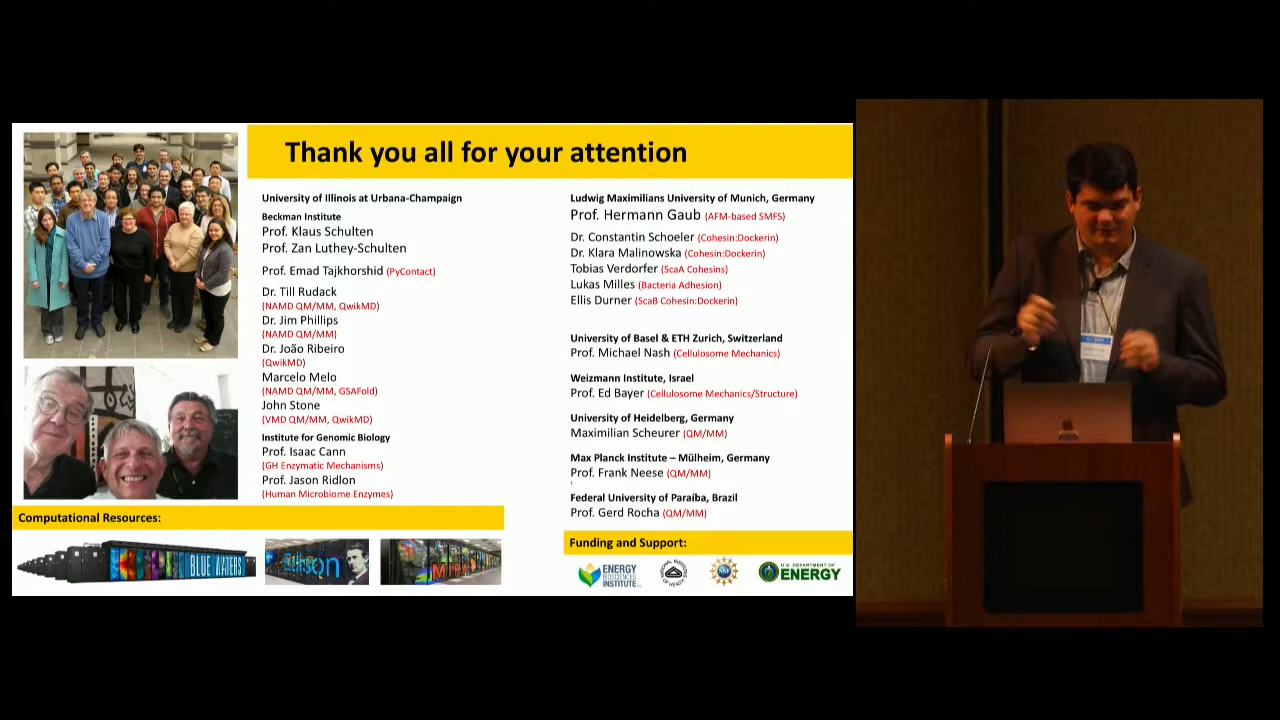 Thank you all for your attention
University of Illinois at Urbana-Champaign
Beckman Institute
Prof. Klaus Schulten
Prof. Zan Luthey-Schulten
Prof. Emad Tajkhorshid (PyContact)
Dr. Till Rudack
(NAMD QM/MM, QwikMD)
Dr. Jim Phillips
(NAMD QM/MM)
Dr. João Ribeiro
(QwikMD)
Marcelo Melo
(NAMD QM/MM, GSAFold)
John Stone
(VMD QM/MM, QwikMD)
Institute for Genomic Biology
Prof. Isaac Cann
(GH Enzymatic Mechanisms)
Prof. Jason Ridlon
(Human Microbiome Enzymes)
Ludwig Maximilians University of Munich, Germany
Prof. Hermann Gaub (AFM-based SMFS)
Dr. Constantin Schoeler (Cohesin:Dockerin)
Dr. Klara Malinowska (Cohesin:Dockerin)
Tobias Verdorfer (ScaA Cohesins)
Lukas Milles (Bacteria Adhesion)
Ellis Durner (ScaB Cohesin:Dockerin)
University of Basel & ETH Zurich, Switzerland
Prof. Michael Nash (Cellulosome Mechanics)
Weizmann Institute, Israel
Prof. Ed Bayer (Cellulosome Mechanics/Structure)
University of Heidelberg, Germany
Maximilian Scheurer (QM/MM)
Max Planck Institute – Mülheim, Germany
Prof. Frank Neese (QM/MM)
Federal University of Paraíba, Brazil
Prof. Gerd Rocha (QM/MM)
Computational Resources:
BLUE WATERS
Edison
MIRA
Funding and Support:
ENERGY
BIOSCIENCES
INSTITUTE
NATIONAL INSTITUTES
OF HEALTH
NSF
U.S. DEPARTMENT OF
ENERGY